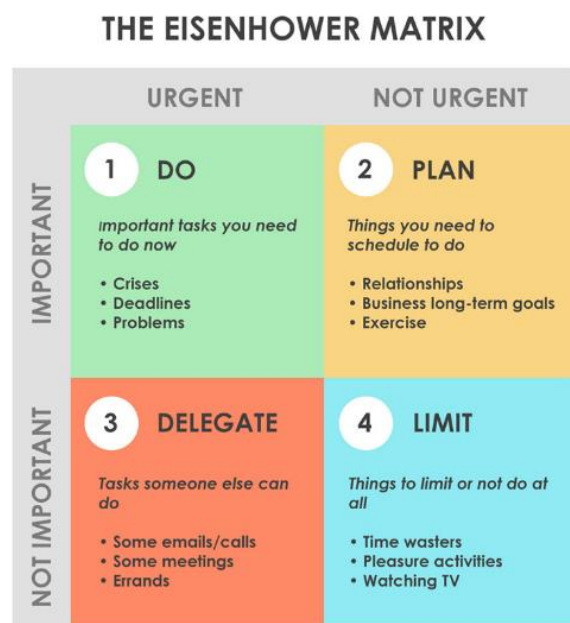 THE EISENHOWER MATRIX
URGENT
NOT URGENT
IMPORTANT
1 DO
Important tasks you need
to do now
• Crises
• Deadlines
• Problems
2 PLAN
Things you need to
schedule to do
• Relationships
• Business long-term goals
• Exercise
NOT IMPORTANT
3 DELEGATE
Tasks someone else can
do
• Some emails/calls
• Some meetings
• Errands
4 LIMIT
Things to limit or not do at
all
• Time wasters
• Pleasure activities
• Watching TV